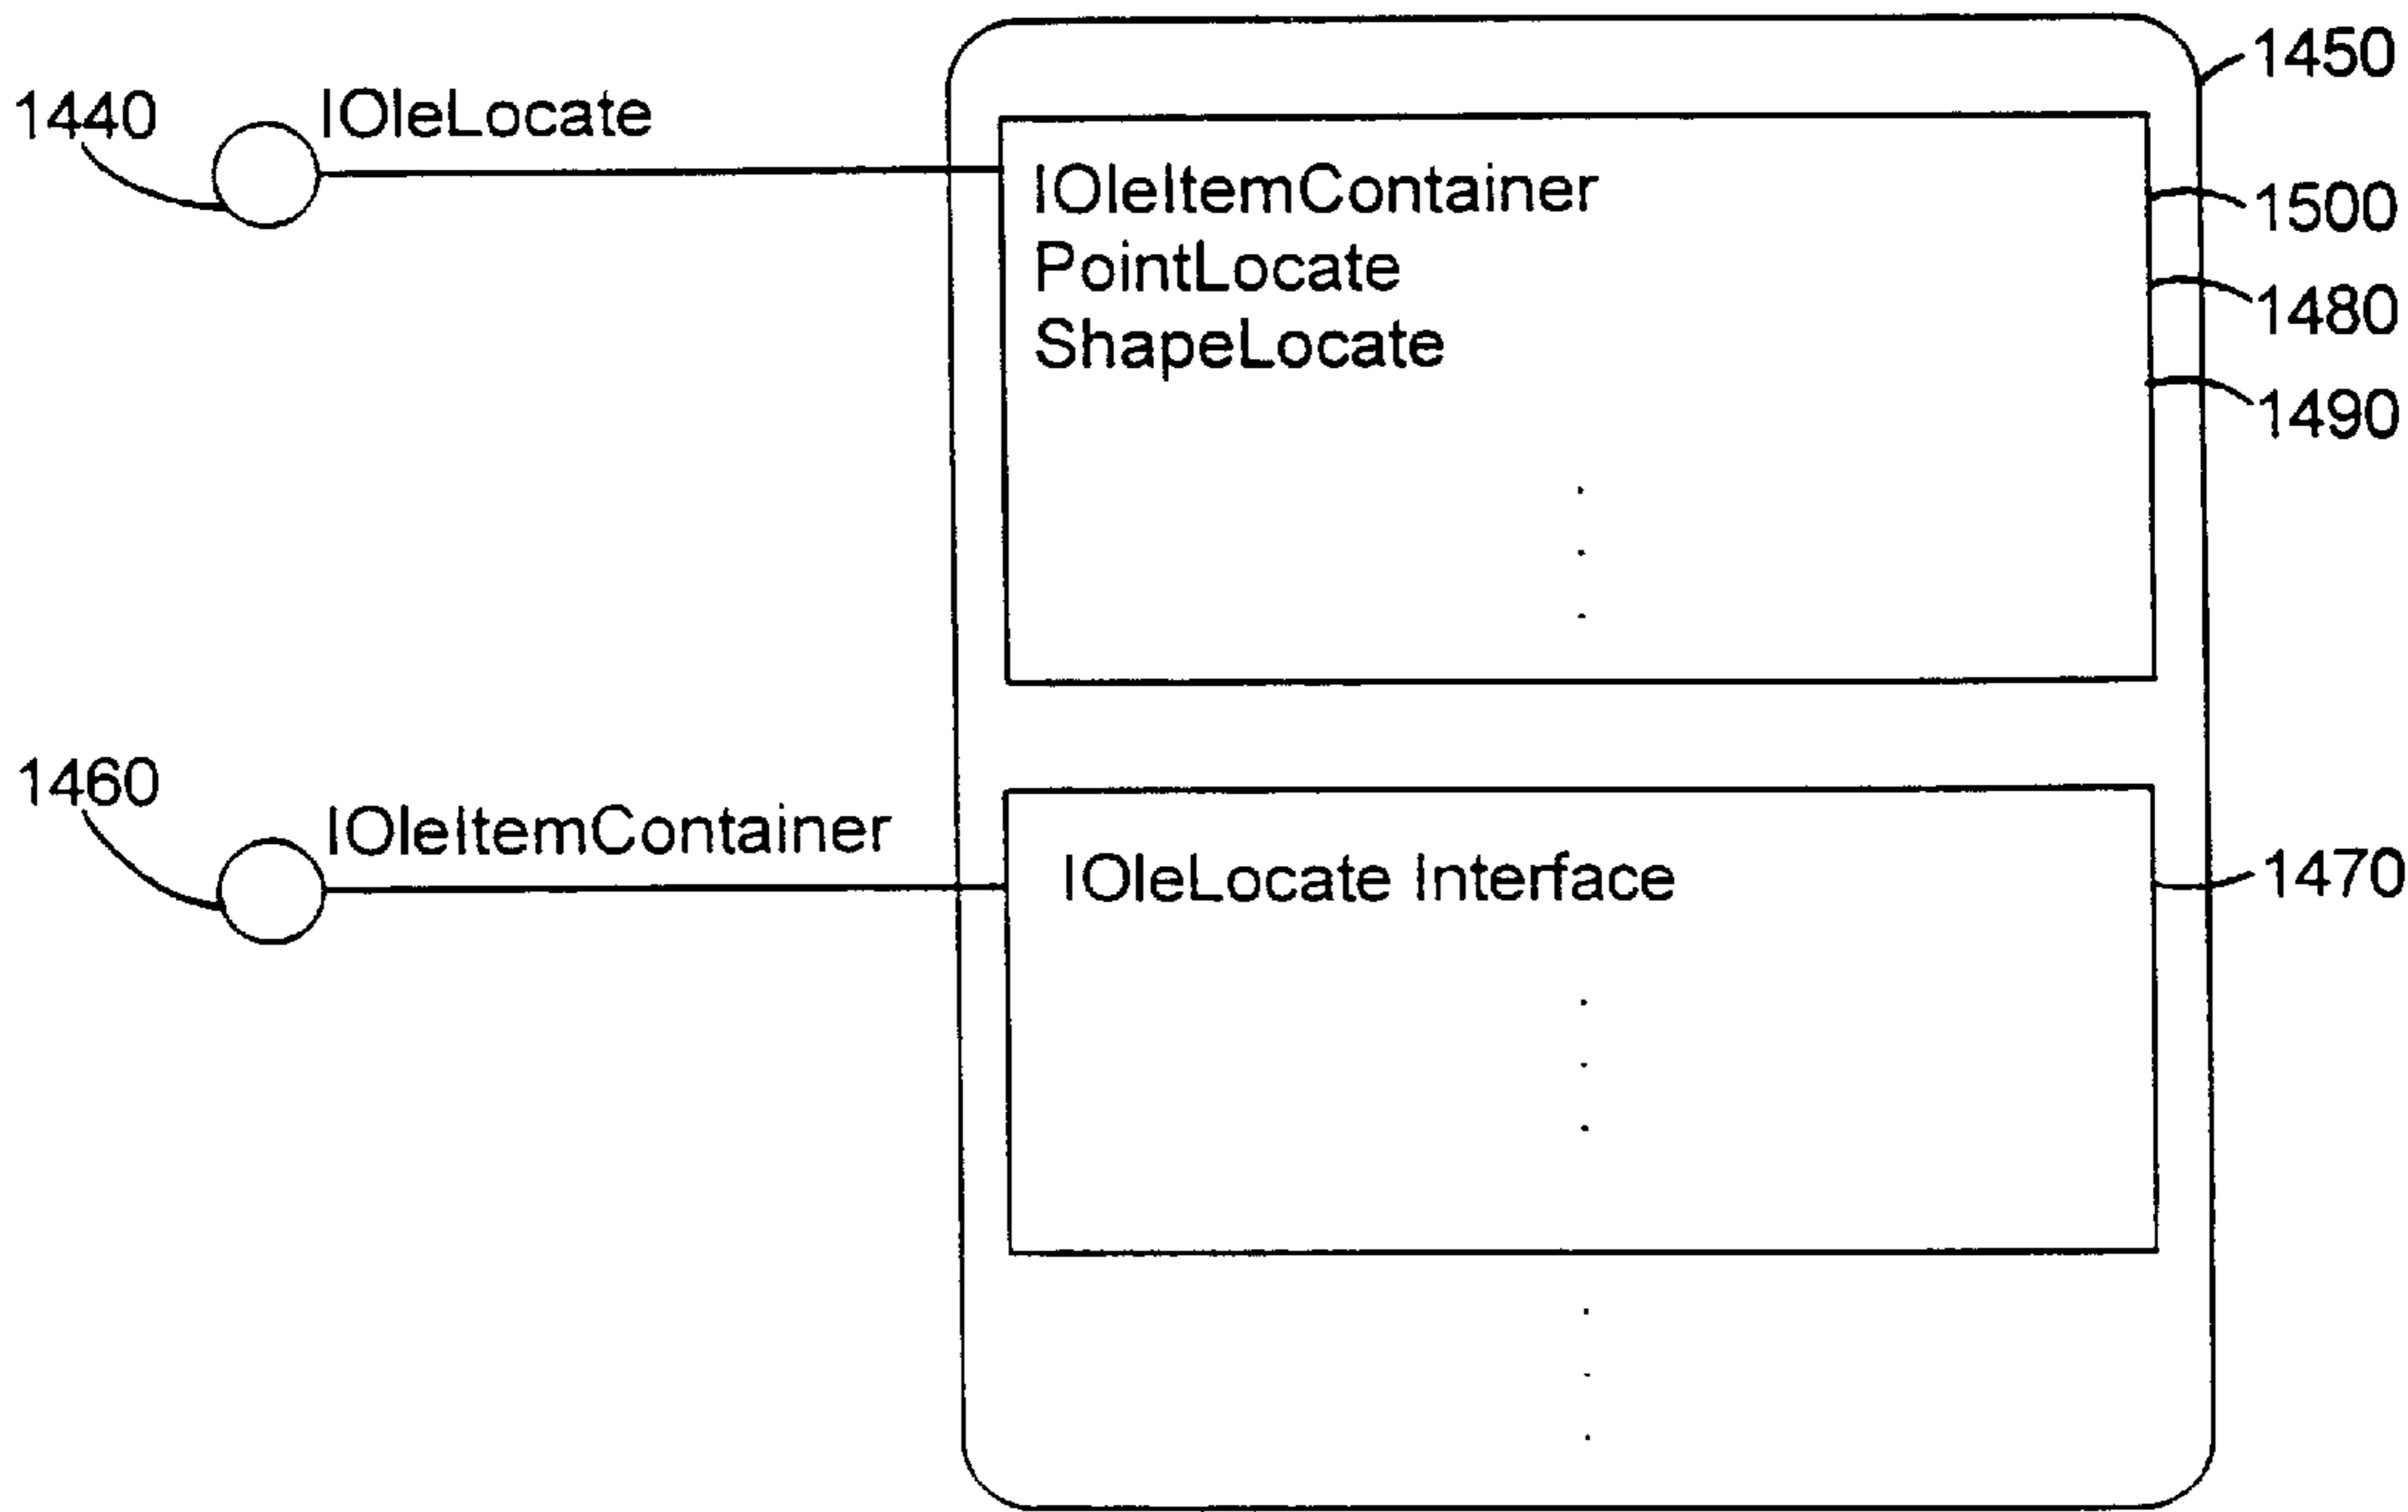 1450
1440
IOleLocate
IOleItemContainer
1500
PointLocate
1480
ShapeLocate
1490
1460
IOleItemContainer
IOleLocate Interface
1470